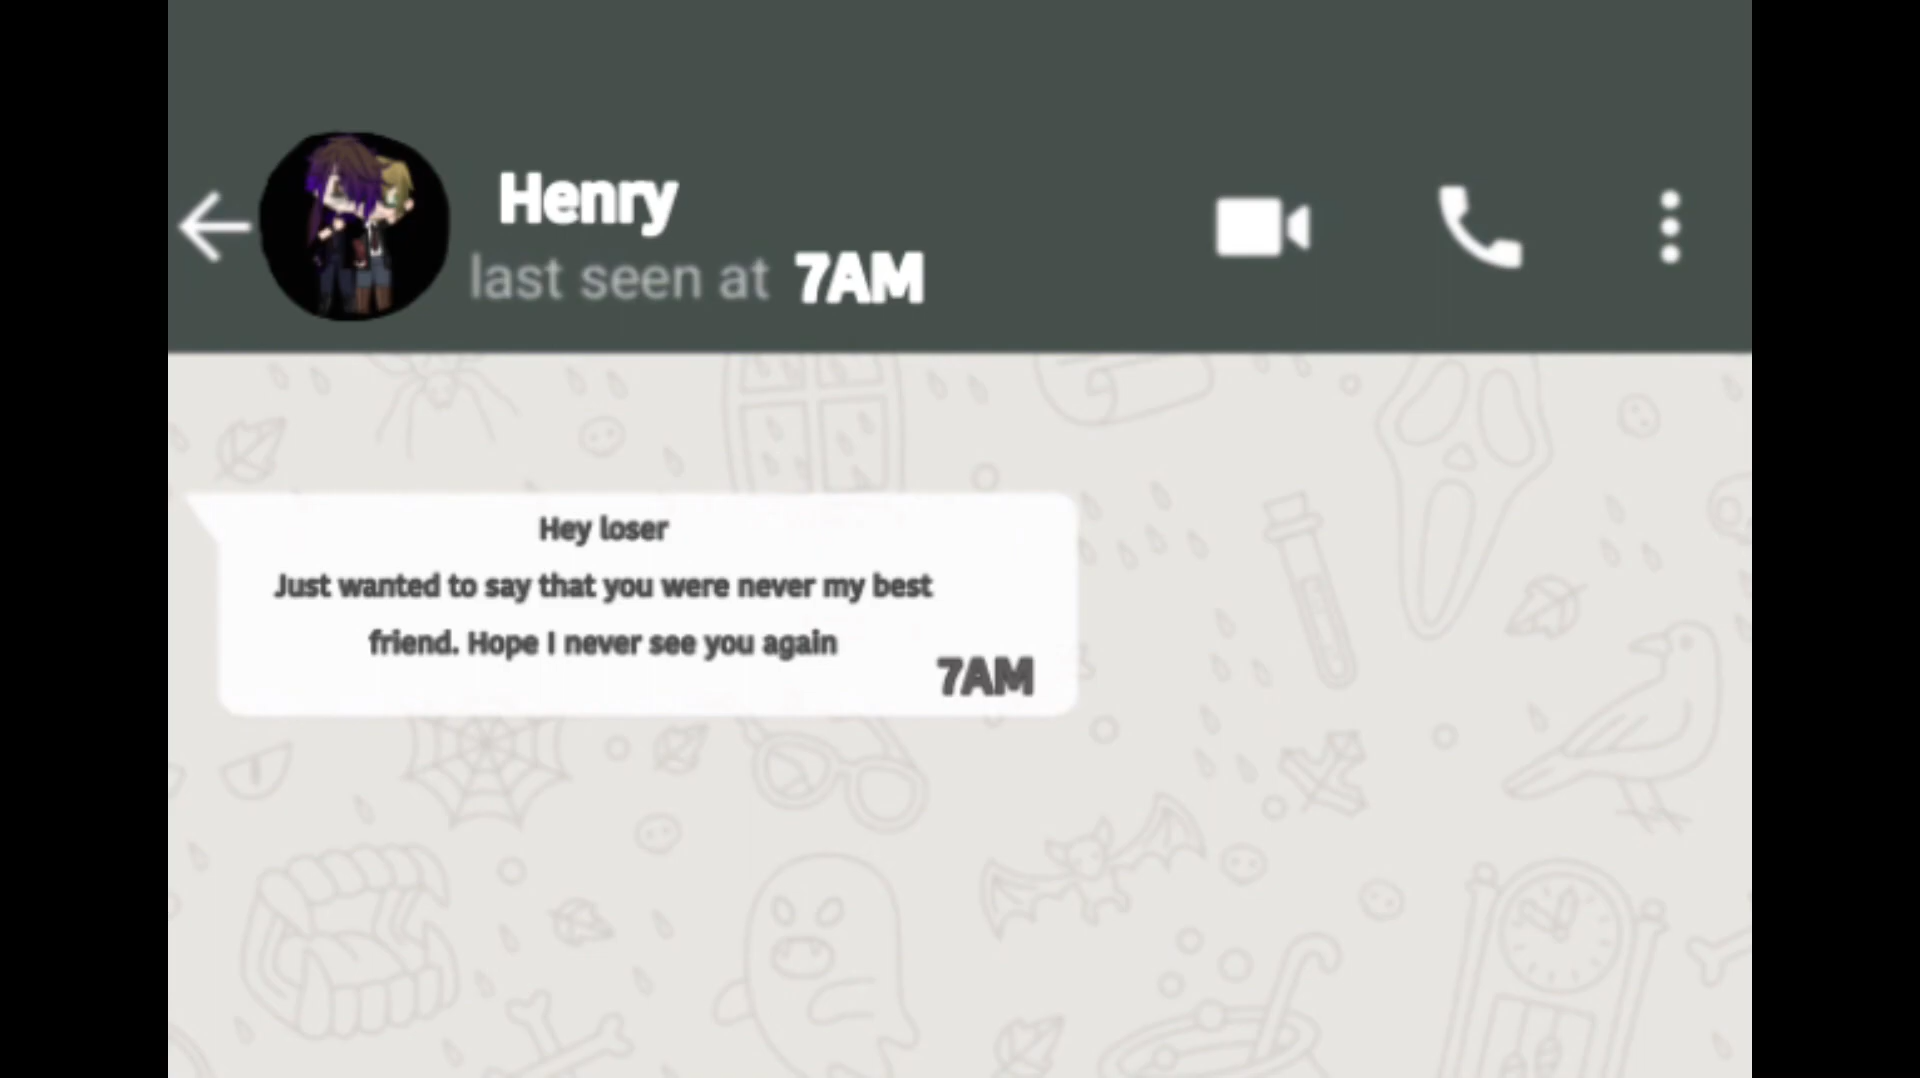 Henry
last seen at 7AM
Hey loser
Just wanted to say that you were never my best
friend. Hope I never see you again
7AM